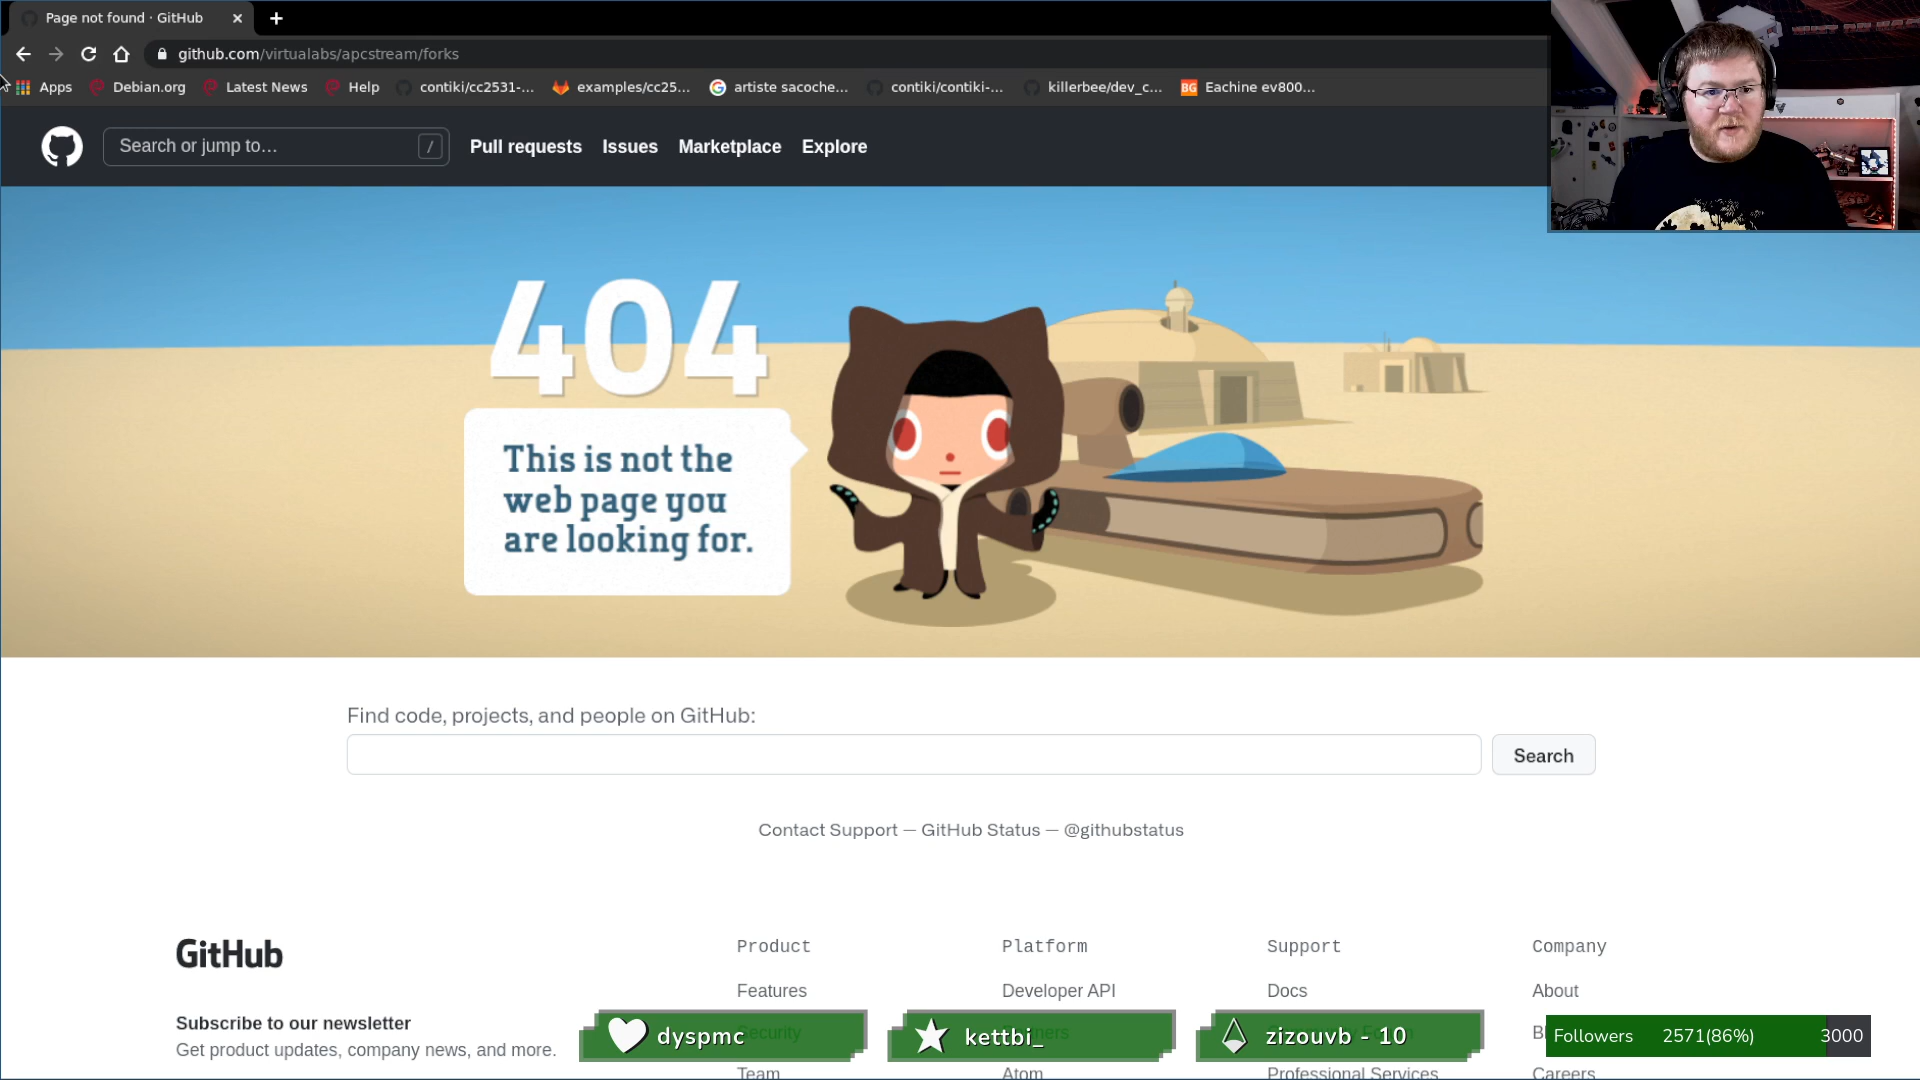 Page not found · GitHub
github.com/virtualabs/apcstream/forks
Apps
Debian.org
Latest News
Help
contiki/cc2531-...
examples/cc25...
artiste sacoche...
contiki/contiki-...
killerbee/dev_c...
BG
Eachine ev800...
Search or jump to…
/
Pull requests
Issues
Marketplace
Explore
404
This is not the
web page you
are looking for.
Find code, projects, and people on GitHub:
Search
Contact Support — GitHub Status — @githubstatus
GitHub
Subscribe to our newsletter
Get product updates, company news, and more.
Product
Features
Security
Team
Platform
Developer API
Atom
Support
Docs
Professional Services
Company
About
Careers
dyspmc
kettbi_
zizouvb - 10
Followers 2571(86%) 3000